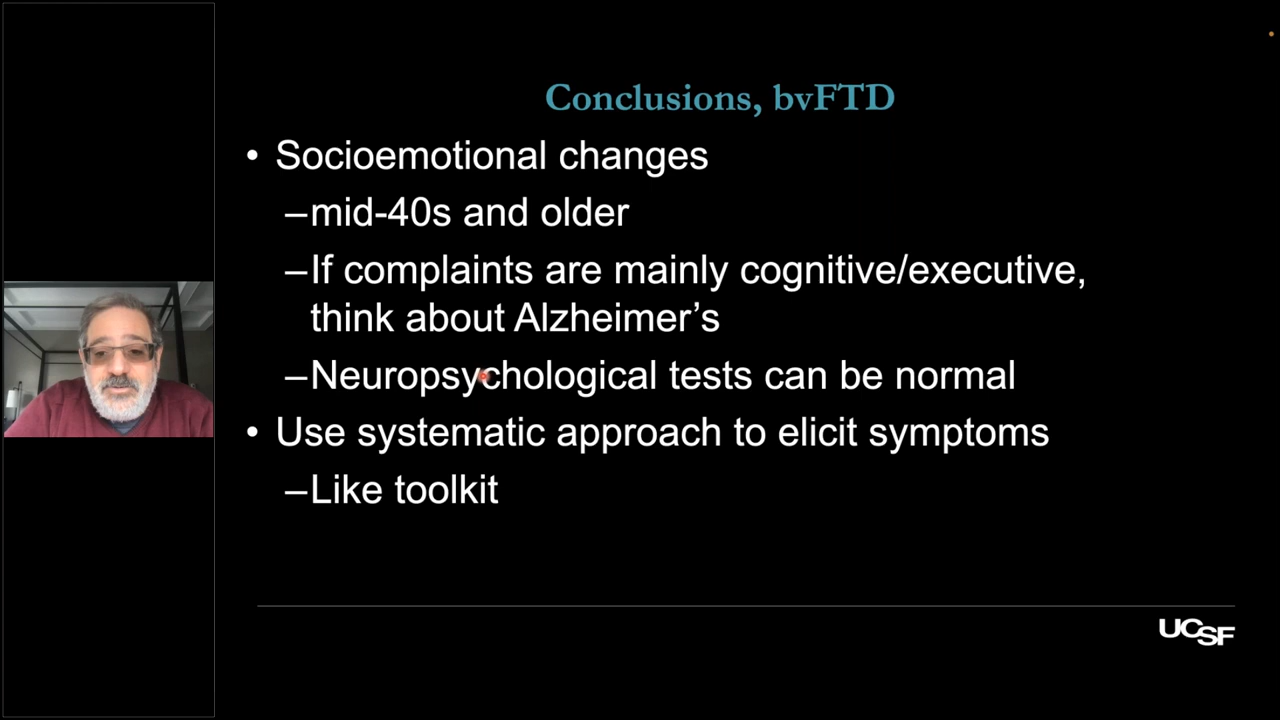 Conclusions, bvFTD
• Socioemotional changes
–mid-40s and older
–If complaints are mainly cognitive/executive,
think about Alzheimer’s
–Neuropsychological tests can be normal
• Use systematic approach to elicit symptoms
–Like toolkit
UCSF